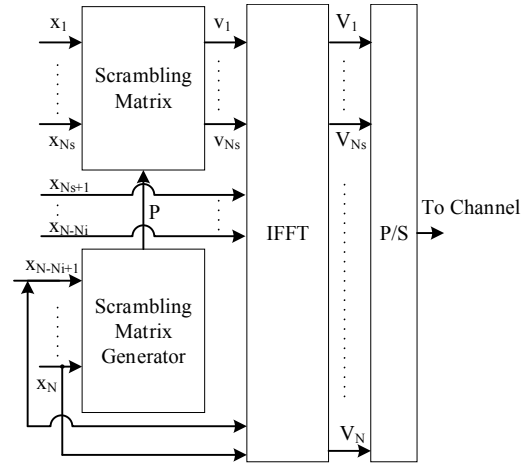 x1
v1
V1
Scrambling
Matrix
xNs
vNs
VNs
xNs+1
P
xN-Ni
IFFT
P/S
To Channel
xN-Ni+1
Scrambling
Matrix
Generator
xN
VN